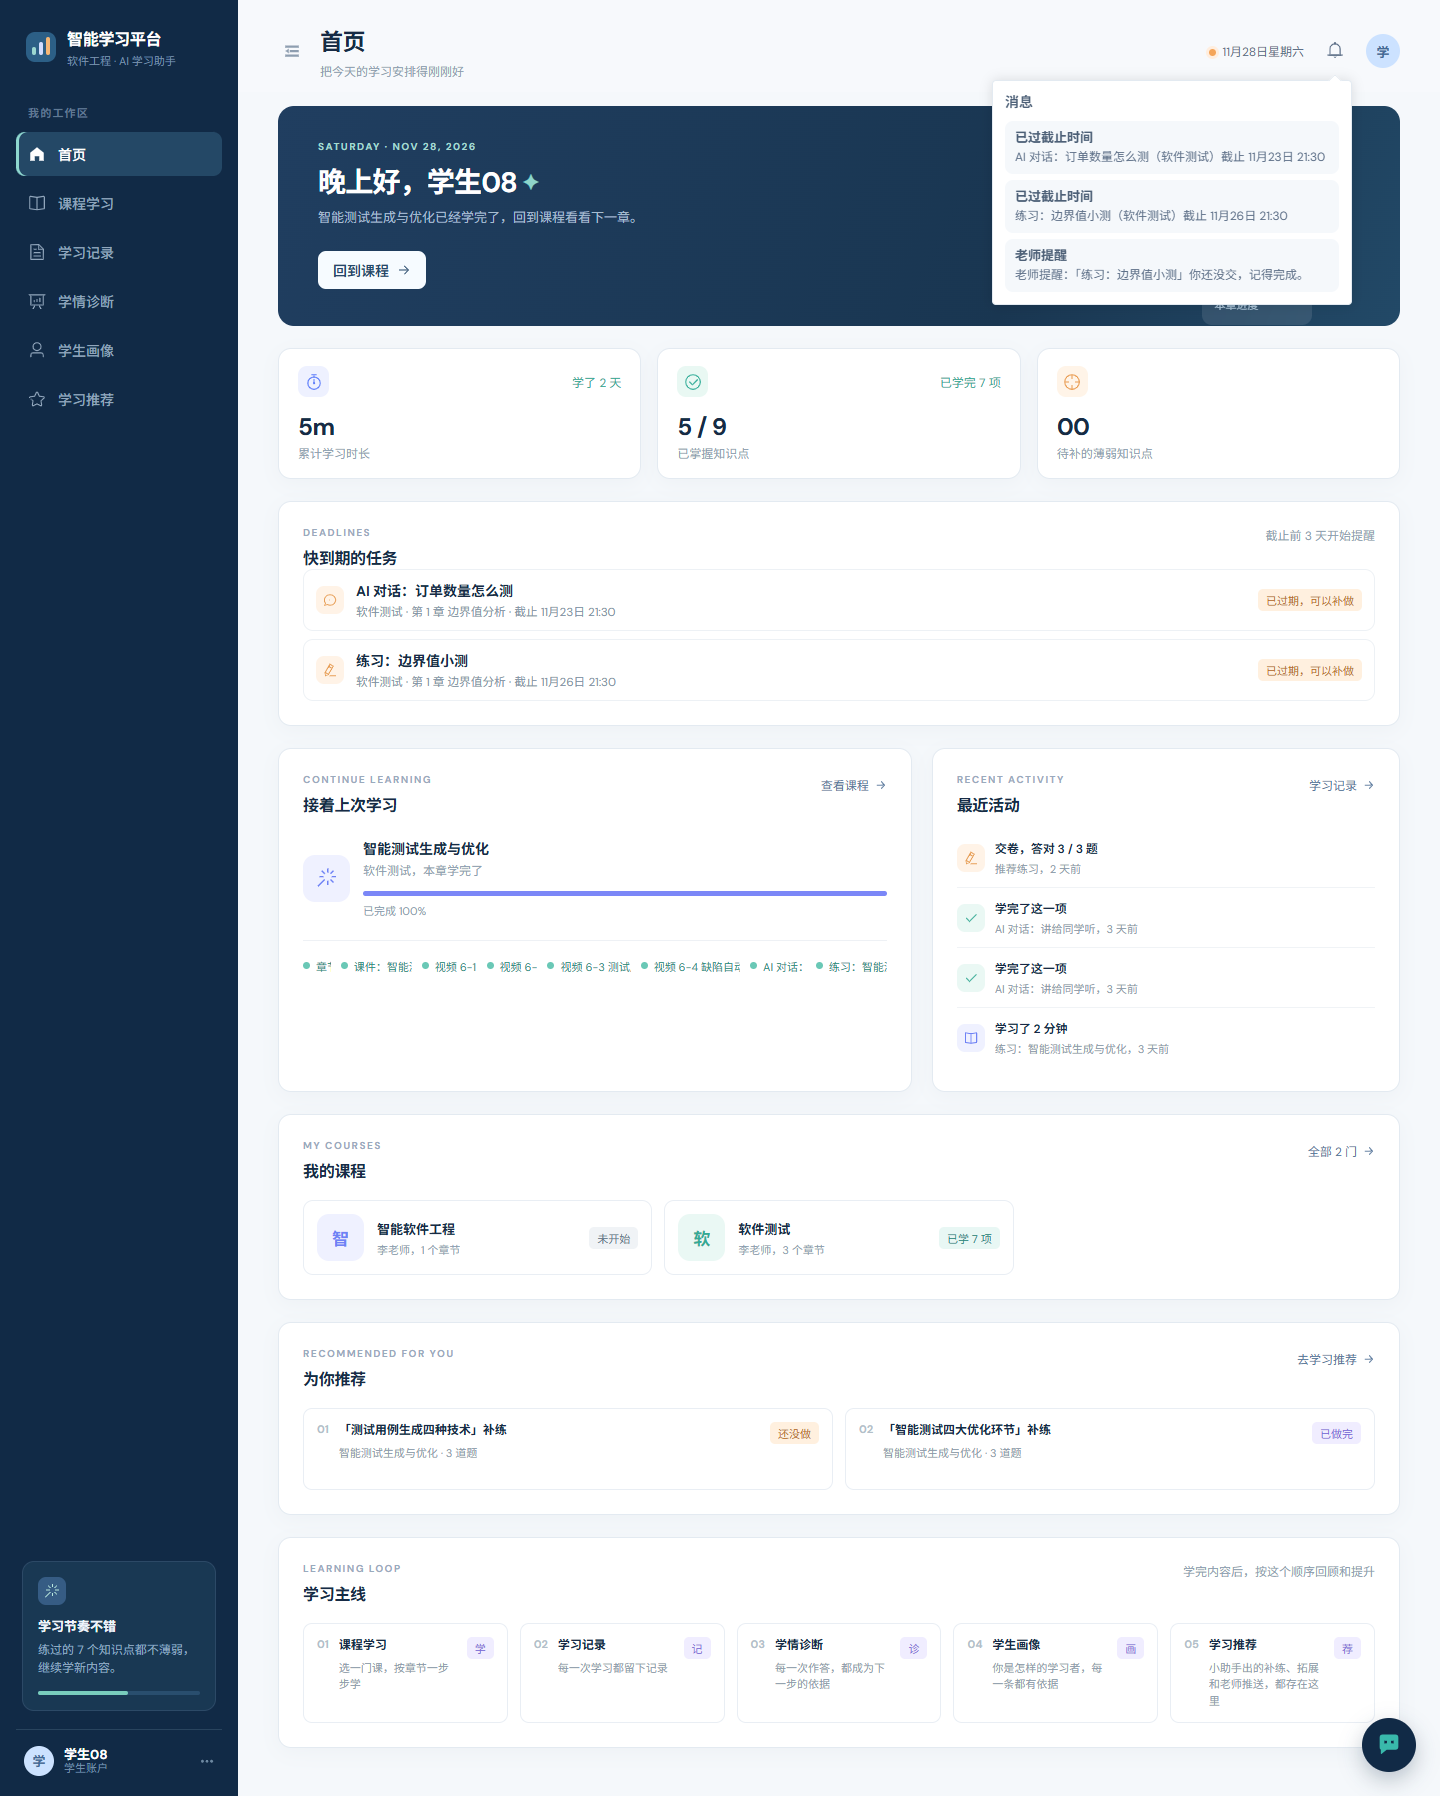 智能学习平台
软件工程 · AI 学习助手
我的工作区
首页
课程学习
学习记录
学情诊断
学生画像
学习推荐
学习节奏不错
练过的 7 个知识点都不薄弱，
继续学新内容。
学
学生08
学生账户
首页
把今天的学习安排得刚刚好
11月28日星期六
学
消息
已过截止时间
AI 对话：订单数量怎么测（软件测试）截止 11月23日 21:30
已过截止时间
练习：边界值小测（软件测试）截止 11月26日 21:30
老师提醒
老师提醒：「练习：边界值小测」你还没交，记得完成。
SATURDAY · NOV 28, 2026
晚上好，学生08
智能测试生成与优化已经学完了，回到课程看看下一章。
回到课程
本章进度
学了 2 天
5m
累计学习时长
已学完 7 项
5 / 9
已掌握知识点
00
待补的薄弱知识点
DEADLINES
快到期的任务
截止前 3 天开始提醒
AI 对话：订单数量怎么测
软件测试 · 第 1 章 边界值分析 · 截止 11月23日 21:30
已过期，可以补做
练习：边界值小测
软件测试 · 第 1 章 边界值分析 · 截止 11月26日 21:30
已过期，可以补做
CONTINUE LEARNING
接着上次学习
查看课程
智能测试生成与优化
软件测试，本章学完了
已完成 100%
章
课件：智能
视频 6-1
视频 6-
视频 6-3 测试
视频 6-4 缺陷自
AI 对话：
练习：智能
RECENT ACTIVITY
最近活动
学习记录
交卷，答对 3 / 3 题
推荐练习，2 天前
学完了这一项
AI 对话：讲给同学听，3 天前
学完了这一项
AI 对话：讲给同学听，3 天前
学习了 2 分钟
练习：智能测试生成与优化，3 天前
MY COURSES
我的课程
全部 2 门
智
智能软件工程
李老师，1 个章节
未开始
软
软件测试
李老师，3 个章节
已学 7 项
RECOMMENDED FOR YOU
为你推荐
去学习推荐
01
「测试用例生成四种技术」补练
智能测试生成与优化 · 3 道题
还没做
02
「智能测试四大优化环节」补练
智能测试生成与优化 · 3 道题
已做完
LEARNING LOOP
学习主线
学完内容后，按这个顺序回顾和提升
01
课程学习
选一门课，按章节一步
步学
学
02
学习记录
每一次学习都留下记录
记
03
学情诊断
每一次作答，都成为下
一步的依据
诊
04
学生画像
你是怎样的学习者，每
一条都有依据
画
05
学习推荐
小助手出的补练、拓展
和老师推送，都存在这
里
荐